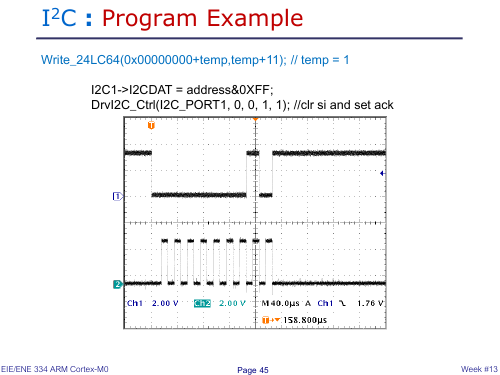 I²C : Program Example
Write_24LC64(0x00000000+temp,temp+11); // temp = 1
I2C1->I2CDAT = address&0XFF;
DrvI2C_Ctrl(I2C_PORT1, 0, 0, 1, 1); //clr si and set ack
T
1
2
Ch1 2.00 V Ch2 2.00 V M 40.0µs A Ch1 1.76 V
T 158.800µs
EIE/ENE 334 ARM Cortex-M0 Page 45 Week #13